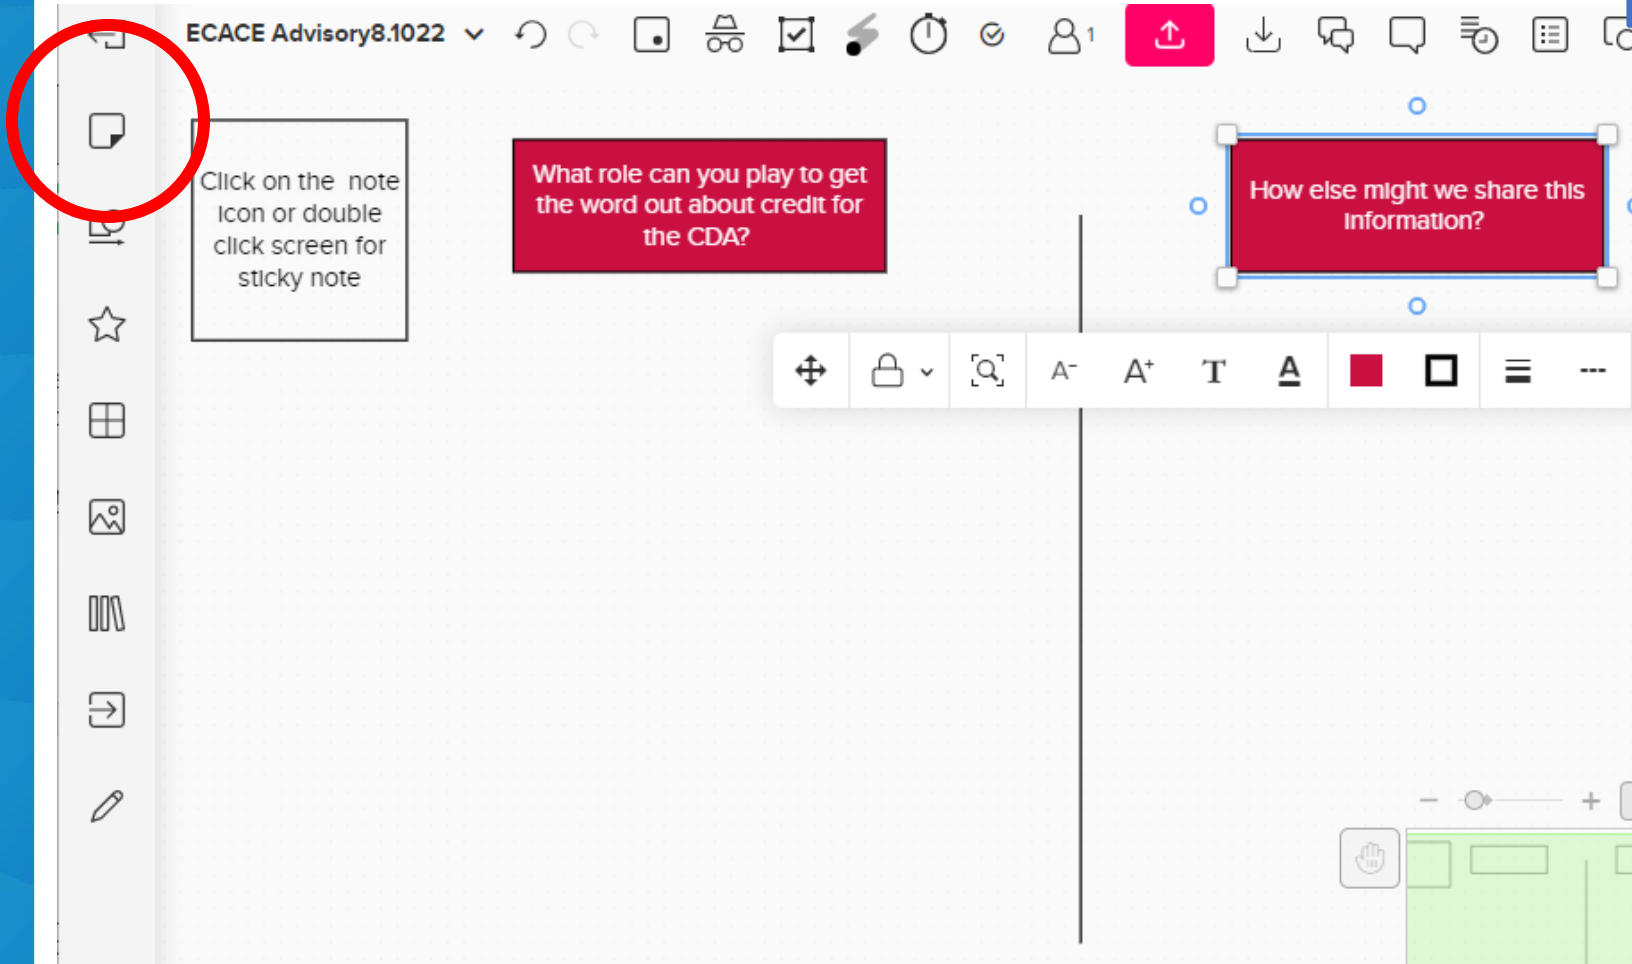 ECACE Advisory8.1022
1
Click on the note
icon or double
click screen for
sticky note
What role can you play to get
the word out about credit for
the CDA?
How else might we share this
information?
A-
A+
T
A